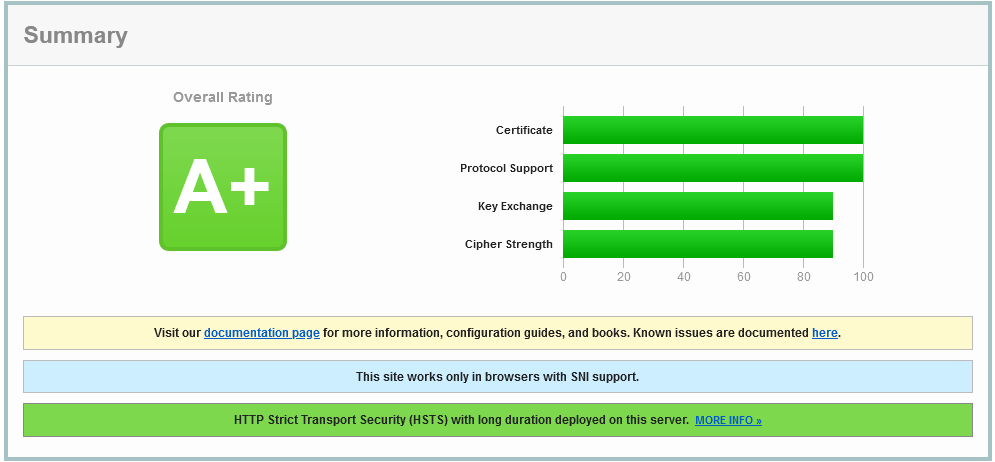 Summary
Overall Rating
A+
Certificate
Protocol Support
Key Exchange
Cipher Strength
0 20 40 60 80 100
Visit our documentation page for more information, configuration guides, and books. Known issues are documented here.
This site works only in browsers with SNI support.
HTTP Strict Transport Security (HSTS) with long duration deployed on this server. MORE INFO »